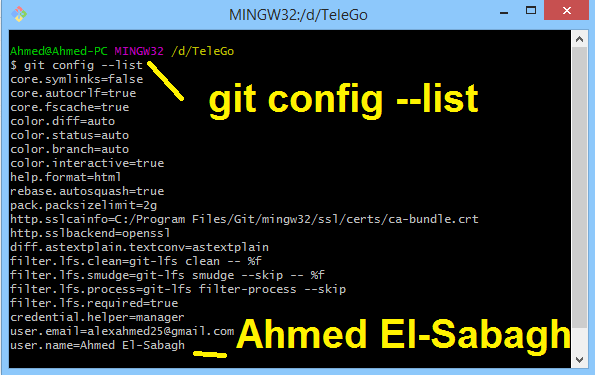 MINGW32:/d/TeleGo
Ahmed@Ahmed-PC MINGW32 /d/TeleGo
$ git config --list
git config --list
core.symlinks=false
core.autocrlf=true
core.fscache=true
color.diff=auto
color.status=auto
color.branch=auto
color.interactive=true
help.format=html
rebase.autosquash=true
pack.packsizelimit=2g
http.sslcainfo=C:/Program Files/Git/mingw32/ssl/certs/ca-bundle.crt
http.sslbackend=openssl
diff.astextplain.textconv=astextplain
filter.lfs.clean=git-lfs clean -- %f
filter.lfs.smudge=git-lfs smudge --skip -- %f
filter.lfs.process=git-lfs filter-process --skip
filter.lfs.required=true
credential.helper=manager
user.email=alexahmed25@gmail.com
user.name=Ahmed El-Sabagh
Ahmed El-Sabagh